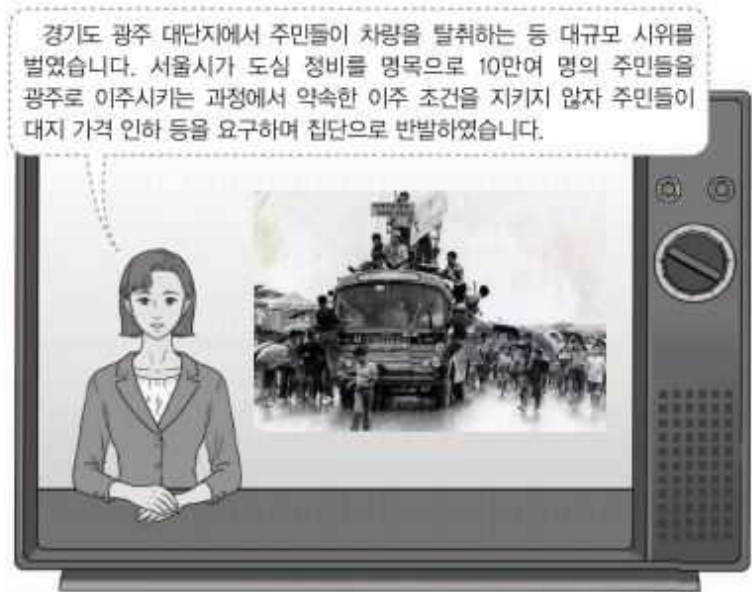 경기도 광주 대단지에서 주민들이 차량을 탈취하는 등 대규모 시위를
벌였습니다. 서울시가 도심 정비를 명목으로 10만여 명의 주민들을
광주로 이주시키는 과정에서 약속한 이주 조건을 지키지 않자 주민들이
대지 가격 인하 등을 요구하며 집단으로 반발하였습니다.